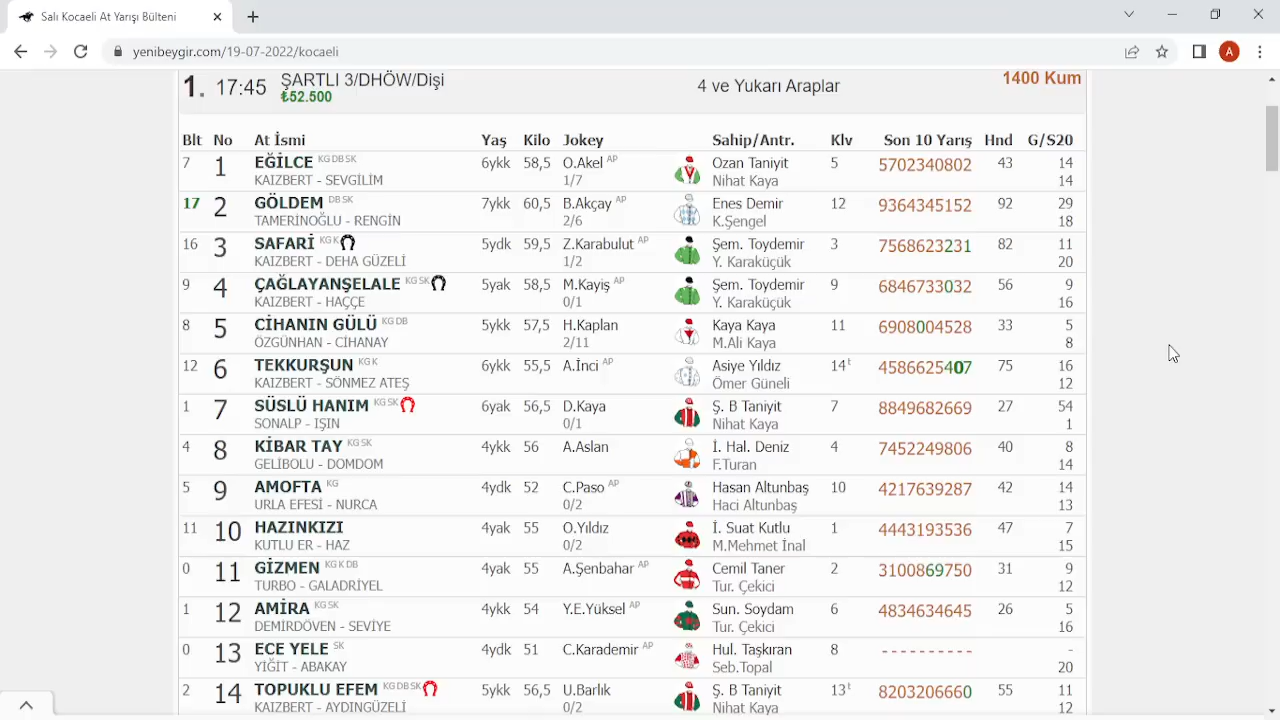 Salı Kocaeli At Yarışı Bülteni
yenibeygir.com/19-07-2022/kocaeli
A
1. 17:45 ŞARTLI 3/DHÖW/Dişi 4 ve Yukarı Araplar 1400 Kum
₺52.500
Blt No At İsmi Yaş Kilo Jokey Sahip/Antr. Klv Son 10 Yarış Hnd G/S20
7 1 EĞİLCE KG DB SK 6ykk 58,5 O.Akel AP Ozan Taniyit 5 5702340802 43 14
KAIZBERT - SEVGİLİM 1/7 Nihat Kaya 14
17 2 GÖLDEM DB SK 7ykk 60,5 B.Akçay AP Enes Demir 12 9364345152 92 29
TAMERINOĞLU - RENGİN 2/6 K.Şengel 18
16 3 SAFARİ KG K 5ydk 59,5 Z.Karabulut AP Şem. Toydemir 3 7568623231 82 11
KAIZBERT - DEHA GÜZELİ 1/2 Y. Karaküçük 20
9 4 ÇAĞLAYANŞELALE KG SK 5yak 58,5 M.Kayiş AP Şem. Toydemir 9 6846733032 56 9
KAIZBERT - HAÇÇE 0/1 Y. Karaküçük 16
8 5 CİHANIN GÜLÜ KG DB 5ykk 57,5 H.Kaplan Kaya Kaya 11 6908004528 33 5
ÖZGÜNHAN - CİHANAY 2/11 M.Ali Kaya 8
12 6 TEKKURŞUN KG K 6ykk 55,5 A.İnci AP Asiye Yıldız 14t 4586625407 75 16
KAIZBERT - SÖNMEZ ATEŞ Ömer Güneli 12
1 7 SÜSLÜ HANIM KG SK 6yak 56,5 D.Kaya Ş. B Taniyit 7 8849682669 27 54
SONALP - IŞIN 0/1 Nihat Kaya 1
4 8 KİBAR TAY KG SK 4ykk 56 A.Aslan İ. Hal. Deniz 4 7452249806 40 8
GELİBOLU - DOMDOM F.Turan 14
5 9 AMOFTA KG 4ydk 52 C.Paso AP Hasan Altunbaş 10 4217639287 42 14
URLA EFESİ - NURCA 0/2 Haci Altunbaş 13
11 10 HAZINKIZI 4yak 55 O.Yıldız İ. Suat Kutlu 1 4443193536 47 7
KUTLU ER - HAZ 0/2 M.Mehmet İnal 15
0 11 GİZMEN KG K DB 4yak 55 A.Şenbahar AP Cemil Taner 2 3100869750 31 9
TURBO - GALADRİYEL Tur. Çekici 12
1 12 AMİRA KG SK 4ykk 54 Y.E.Yüksel AP Sun. Soydam 6 4834634645 26 5
DEMIRDÖVEN - SEVİYE Tur. Çekici 16
0 13 ECE YELE SK 4ydk 51 C.Karademir AP Hul. Taşkıran 8 - - - - - - - - - - -
YİĞİT - ABAKAY Seb.Topal 20
2 14 TOPUKLU EFEM KG DB SK 5ykk 56,5 U.Barlık Ş. B Taniyit 13t 8203206660 55 11
KAIZBERT - AYDINGÜZELİ 0/2 Nihat Kaya 12